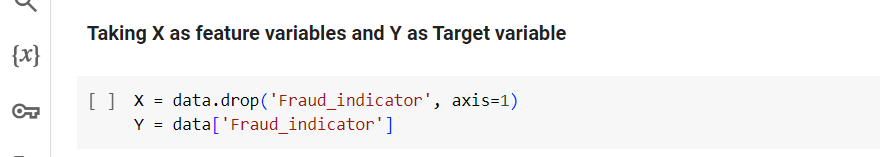 Taking X as feature variables and Y as Target variable
{x}
[ ] X = data.drop('Fraud_indicator', axis=1)
Y = data['Fraud_indicator']